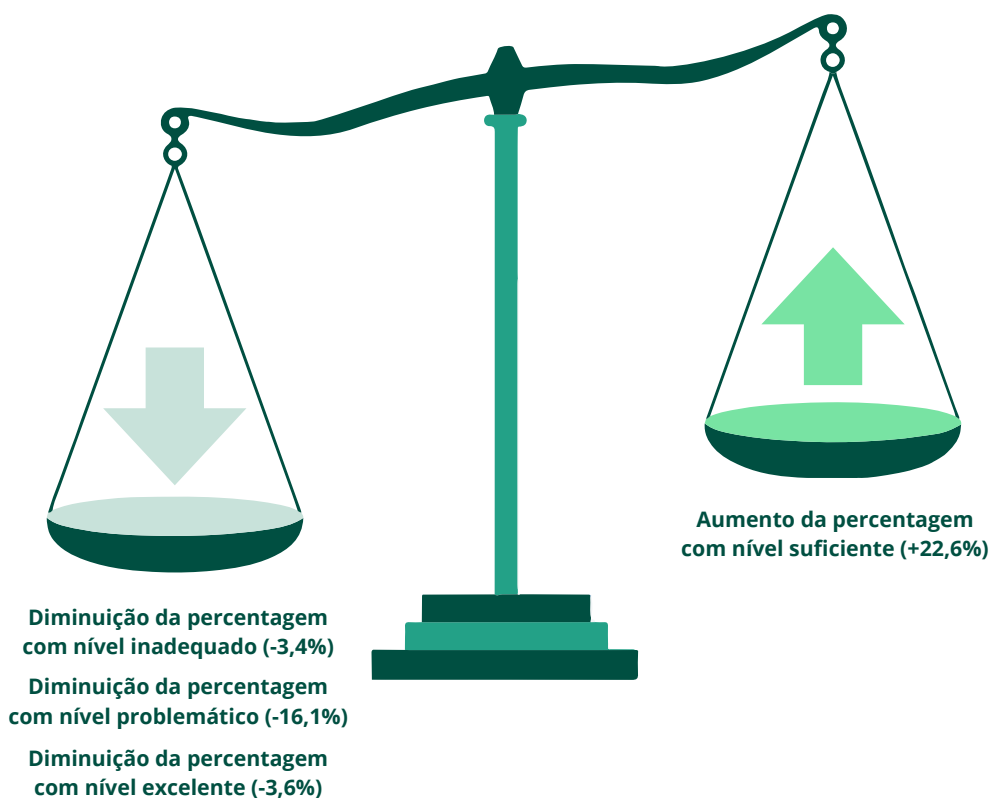 Aumento da percentagem
com nível suficiente (+22,6%)
Diminuição da percentagem
com nível inadequado (-3,4%)
Diminuição da percentagem
com nível problemático (-16,1%)
Diminuição da percentagem
com nível excelente (-3,6%)